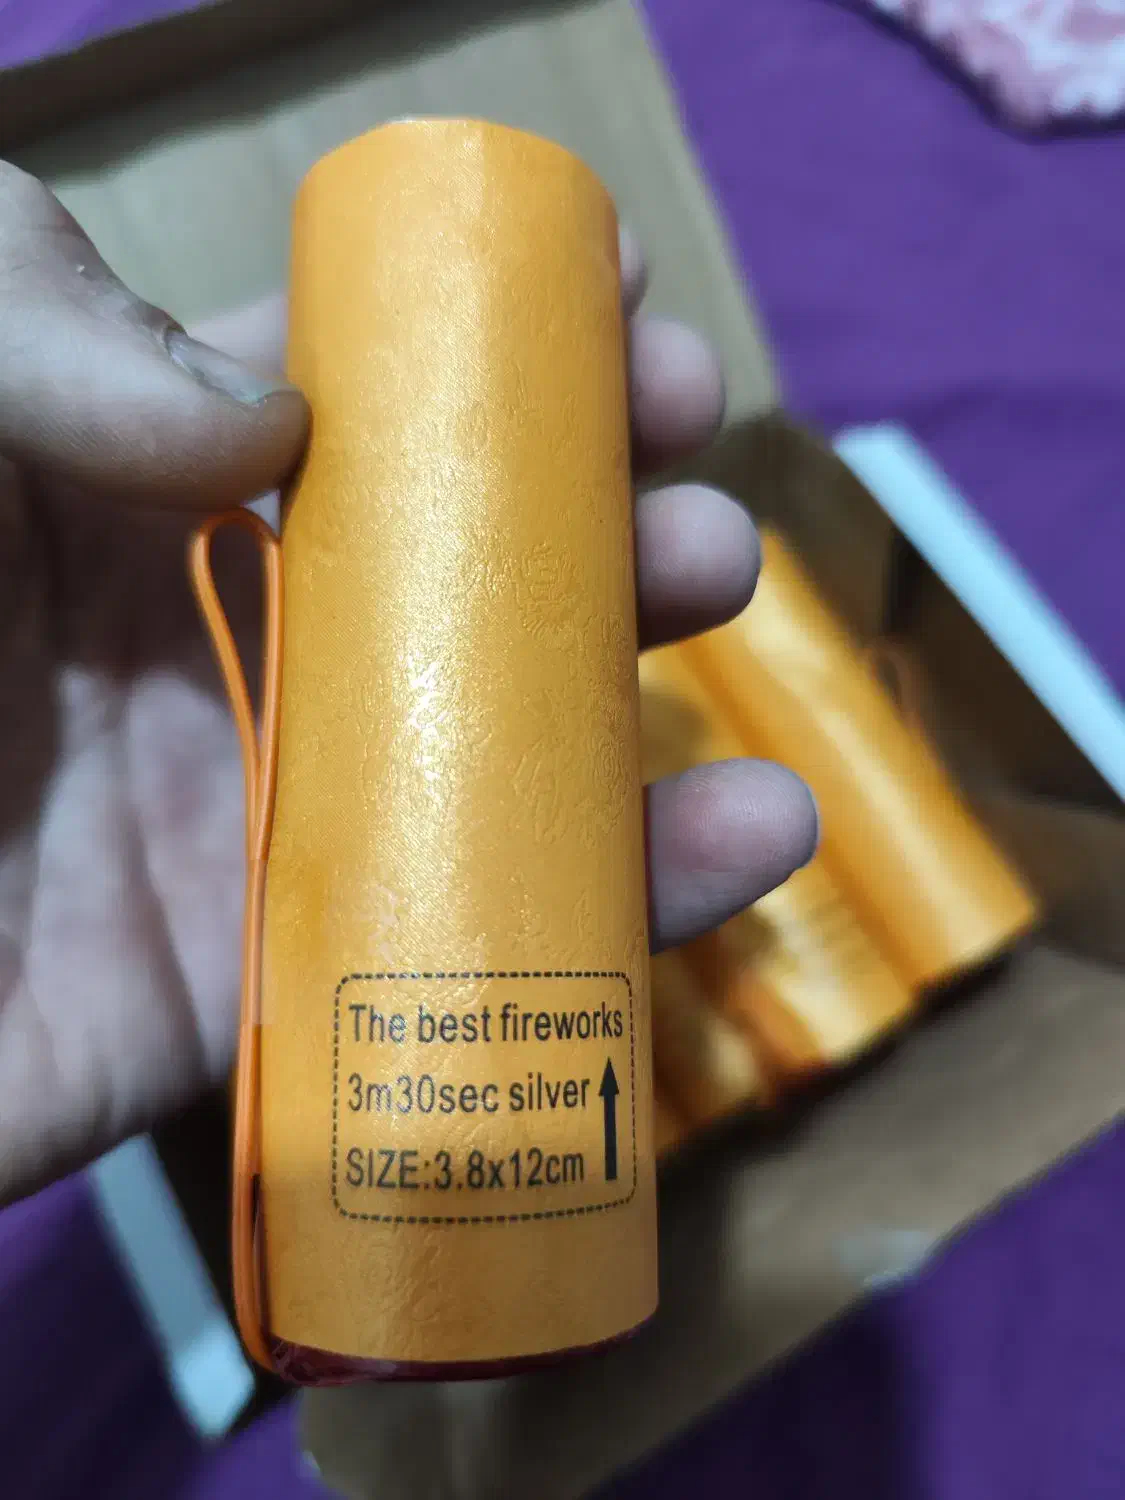 The best fireworks
3m30sec silver
SIZE:3.8x12cm